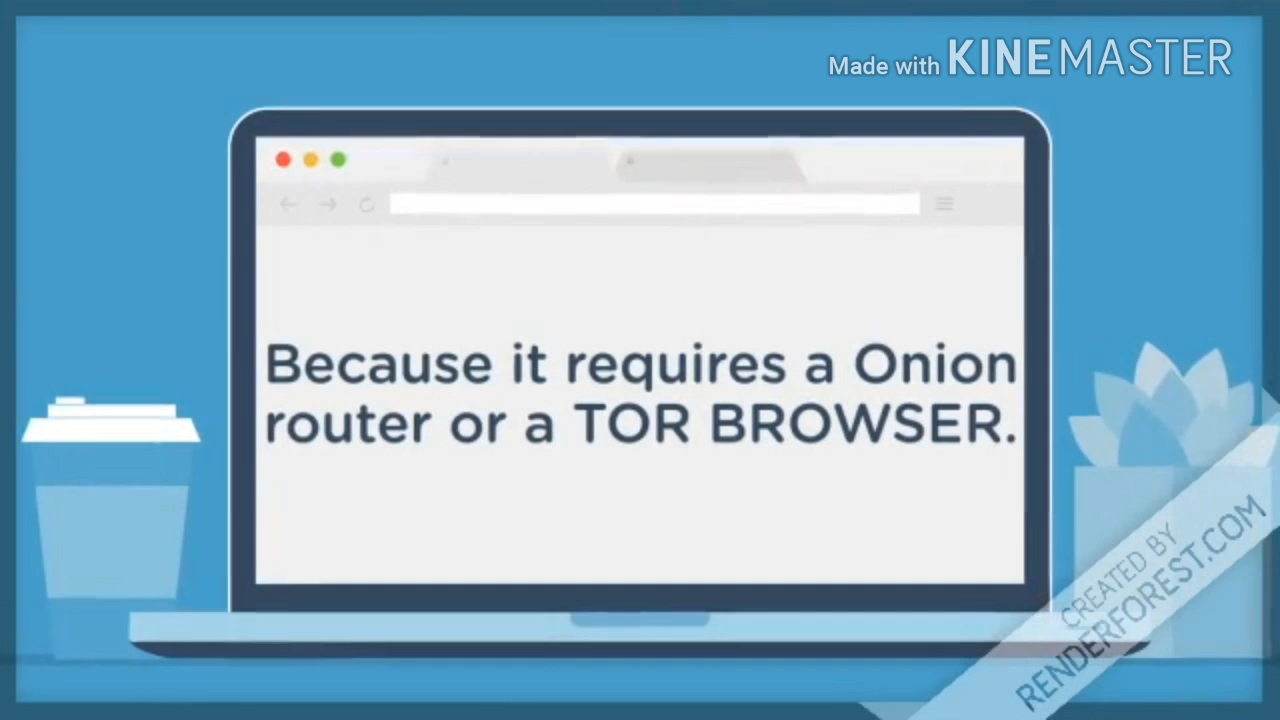 Made with KINEMASTER
Because it requires a Onion
router or a TOR BROWSER.
CREATED BY
RENDERFOREST.COM